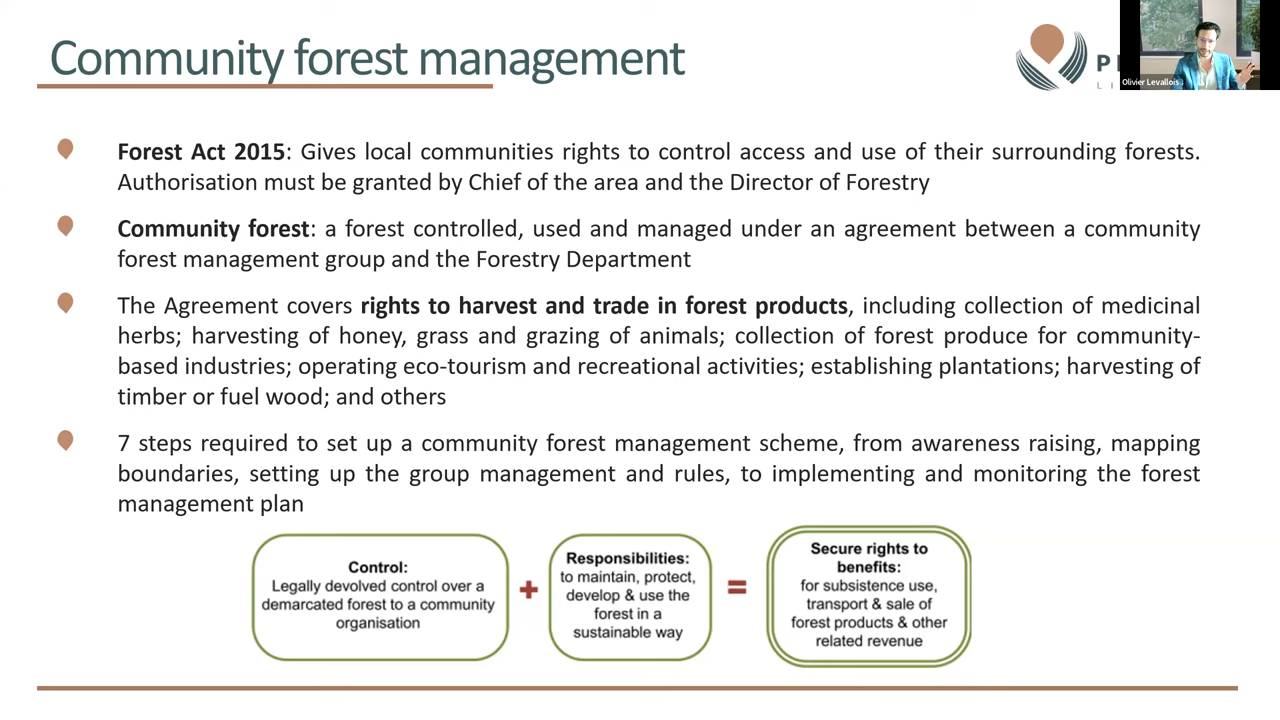 Community forest management
Olivier Levallois
Forest Act 2015: Gives local communities rights to control access and use of their surrounding forests.
Authorisation must be granted by Chief of the area and the Director of Forestry
Community forest: a forest controlled, used and managed under an agreement between a community
forest management group and the Forestry Department
The Agreement covers rights to harvest and trade in forest products, including collection of medicinal
herbs; harvesting of honey, grass and grazing of animals; collection of forest produce for community-
based industries; operating eco-tourism and recreational activities; establishing plantations; harvesting of
timber or fuel wood; and others
7 steps required to set up a community forest management scheme, from awareness raising, mapping
boundaries, setting up the group management and rules, to implementing and monitoring the forest
management plan
Control:
Legally devolved control over a
demarcated forest to a community
organisation
+
Responsibilities:
to maintain, protect,
develop & use the
forest in a
sustainable way
=
Secure rights to
benefits:
for subsistence use,
transport & sale of
forest products & other
related revenue